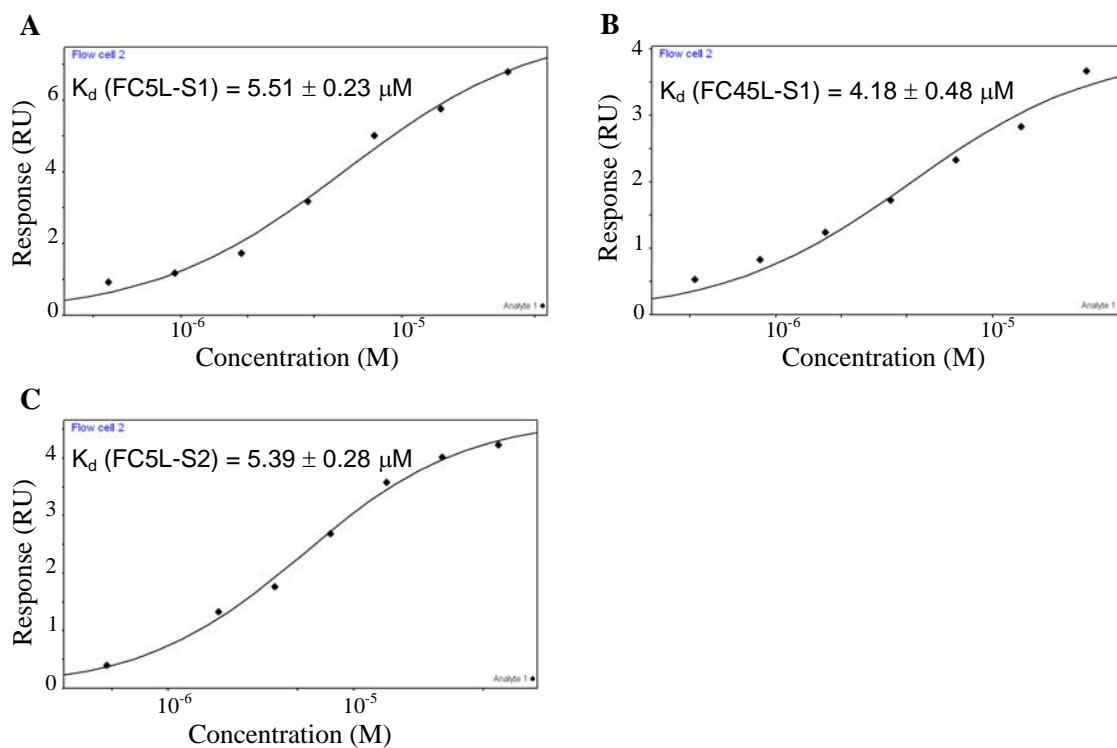 A
Flow cell 2
Kd (FC5L-S1) = 5.51 ± 0.23 μM
Response (RU)
6
4
2
0
10-6
10-5
Analyte 1
Concentration (M)
B
Flow cell 2
Kd (FC45L-S1) = 4.18 ± 0.48 μM
Response (RU)
4
3
2
1
0
10-6
10-5
Analyte 1
Concentration (M)
C
Flow cell 2
Kd (FC5L-S2) = 5.39 ± 0.28 μM
Response (RU)
4
3
2
1
0
10-6
10-5
Analyte 1
Concentration (M)